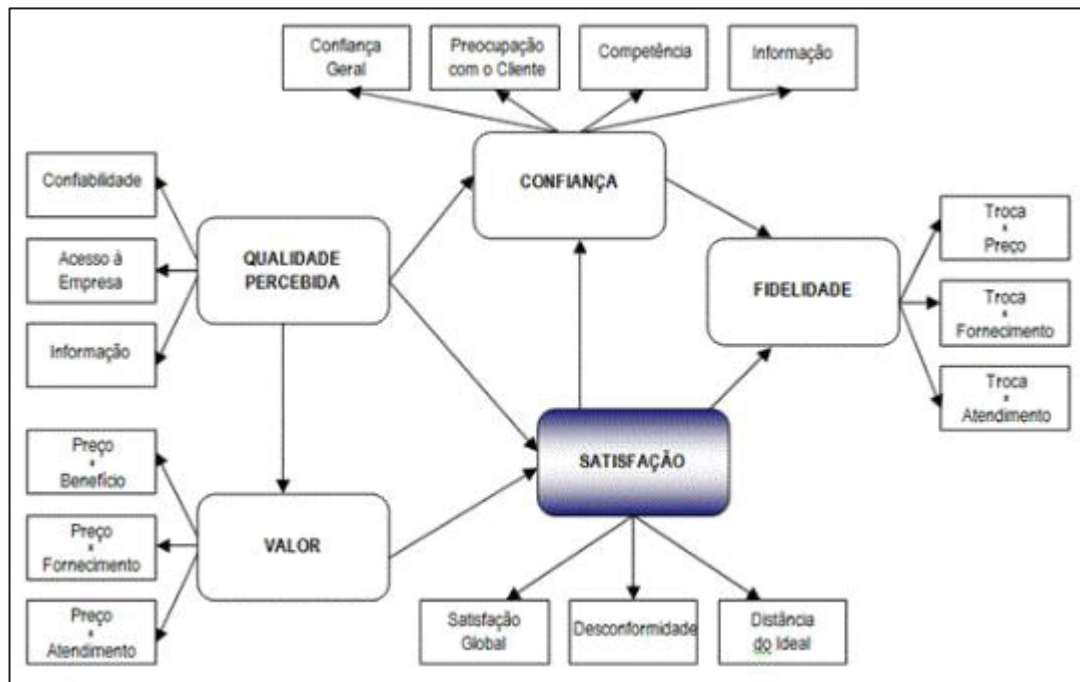 Confiança
Geral
Preocupação
com o Cliente
Competência
Informação
CONFIANÇA
Confiabilidade
Acesso à
Empresa
Informação
QUALIDADE
PERCEBIDA
FIDELIDADE
Troca
x
Preço
Troca
x
Fornecimento
Troca
x
Atendimento
SATISFAÇÃO
Preço
x
Benefício
Preço
x
Fornecimento
Preço
x
Atendimento
VALOR
Satisfação
Global
Desconformidade
Distância
do Ideal